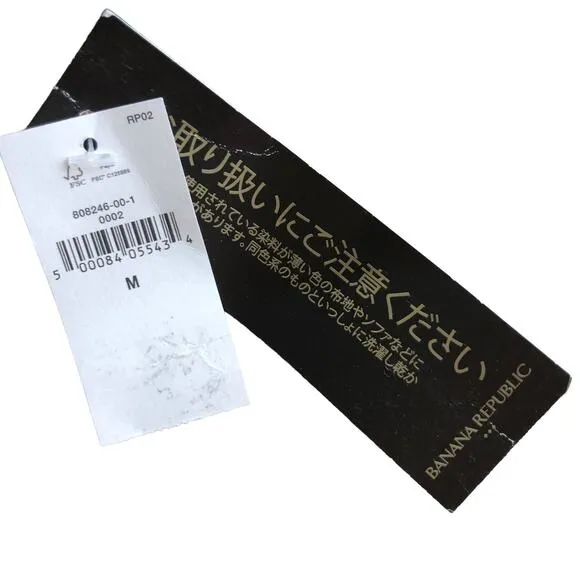 RP02
FSC
FSC® C125985
808246-00-1
0002
5 00084 05543 4
M
取り扱いにご注意ください
使用されている染料が薄い色の布地やソファなどに
があります。同色系のものといっしょに洗濯し乾か
BANANA REPUBLIC